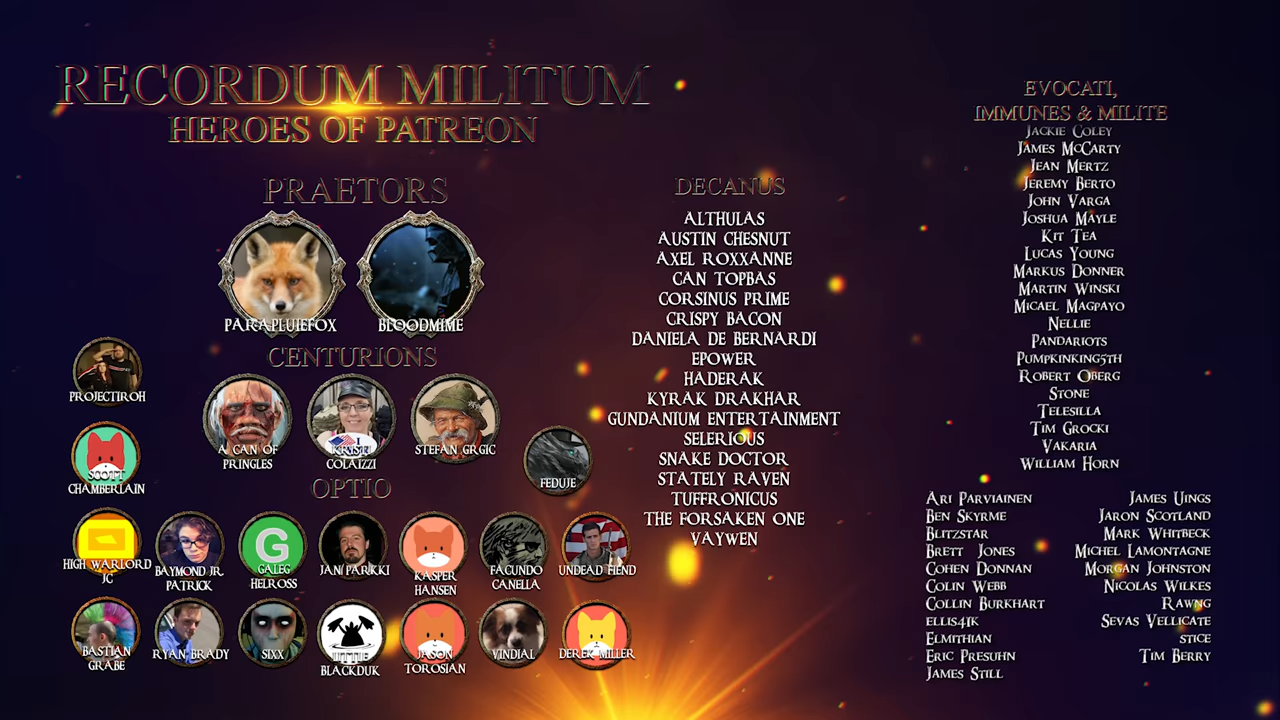 RECORDUM MILITUM
HEROES OF PATREON
PRAETORS
PARAPLUIEFOX
BLOODMIME
CENTURIONS
A CAN OF
PRINGLES
KRISTI
COLAIZZI
STEFAN GRGIC
PROJECTIROH
SCOTT
CHAMBERLAIN
FEDUJE
OPTIO
HIGH WARLORD
JG
BAYMOND JR.
PATRICK
G
GALEG
HELROSS
JANI PARKKI
KASPER
HANSEN
FACUNDO
CANELLA
UNDEAD FIEND
BASTIAN
GRABE
RYAN BRADY
SIXX
LITTLE
BLACKDUK
JASON
TOROSIAN
VINDIAL
DEREK MILLER
DECANUS
ALTHULAS
AUSTIN CHESNUT
AXEL ROXXANNE
CAN TOPBAS
CORSINUS PRIME
CRISPY BACON
DANIELA DE BERNARDI
EPOWER
HADERAK
KYRAK DRAKHAR
GUNDANIUM ENTERTAINMENT
SELERIOUS
SNAKE DOCTOR
STATELY RAVEN
TUFFRONICUS
THE FORSAKEN ONE
VAYWEN
EVOCATI,
IMMUNES & MILITE
JACKIE COLEY
JAMES MCCARTY
JEAN MERTZ
JEREMY BERTO
JOHN VARGA
JOSHUA MAYLE
KIT TEA
LUCAS YOUNG
MARKUS DONNER
MARTIN WINSKI
MICAEL MAGPAYO
NELLIE
PANDARIOTS
PUMPKINKING5TH
ROBERT OBERG
STONE
TELESILLA
TIM GROCKI
VAKARIA
WILLIAM HORN
ARI PARVIAINEN
BEN SKYRME
BLITZSTAR
BRETT JONES
COHEN DONNAN
COLIN WEBB
COLLIN BURKHART
ELLIS4IK
ELMITHIAN
ERIC PRESUHN
JAMES STILL
JAMES UINGS
JARON SCOTLAND
MARK WHITBECK
MICHEL LAMONTAGNE
MORGAN JOHNSTON
NICOLAS WILKES
RAWNG
SEVAS VELLICATE
STICE
TIM BERRY